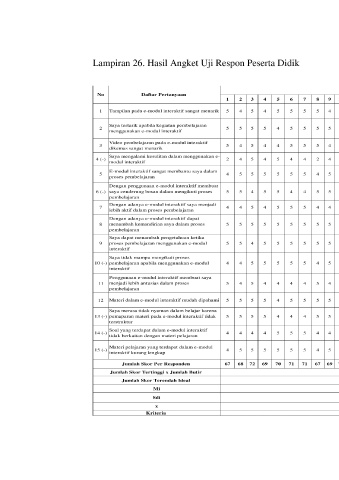 Lampiran 26. Hasil Angket Uji Respon Peserta Didik
No Daftar Pertanyaan
1 2 3 4 5 6 7 8 9
1 Tampilan pada e-modul interaktif sangat menarik 5 4 5 4 5 5 5 5 4
2 Saya tertarik apabila kegiatan pembelajaran
menggunakan e-modul interaktif 5 5 5 5 4 5 5 5 5
3 Video pembelajaran pada e-modul interaktif
dikemas sangat menarik 5 4 5 4 4 5 5 5 4
4 (-) Saya mengalami kesulitan dalam menggunakan e-
modul interaktif 2 4 5 4 5 4 4 2 4
5 E-modul interaktif sangat membantu saya dalam
proses pembelajaran 4 5 5 5 5 5 5 4 5
6 (-) Dengan penggunaan e-modul interaktif membuat
saya cenderung bosan dalam mengikuti proses
pembelajaran 5 5 4 5 5 4 4 5 5
7 Dengan adanya e-modul interaktif saya menjadi
lebih aktif dalam proses pembelajaran 4 4 5 4 5 5 5 4 4
8 Dengan adanya e-modul interaktif dapat
menambah kemandirian saya dalam proses
pembelajaran 5 5 5 5 5 5 5 5 5
9 Saya dapat menambah pengetahuan ketika
proses pembelajaran menggunakan e-modul
interaktif 5 5 4 5 5 5 5 5 5
10 (-) Saya tidak mampu mengikuti proses
pembelajaran apabila menggunakan e-modul
interaktif 4 4 5 5 5 5 5 4 5
11 Penggunaan e-modul interaktif membuat saya
menjadi lebih antusias dalam proses
pembelajaran 5 4 5 4 4 4 4 5 4
12 Materi dalam e-modul interaktif mudah dipahami 5 5 5 5 4 5 5 5 5
13 (-) Saya merasa tidak nyaman dalam belajar karena
pemaparan materi pada e-modul interaktif tidak
terstruktur 5 5 5 5 4 4 4 5 5
14 (-) Soal yang terdapat dalam e-modul interaktif
tidak berkaitan dengan materi pelajaran 4 4 4 4 5 5 5 4 4
15 (-) Materi pelajaran yang terdapat dalam e-modul
interaktif kurang lengkap 4 5 5 5 5 5 5 4 5
Jumlah Skor Per Responden 67 68 72 69 70 71 71 67 69
Jumlah Skor Tertinggi x Jumlah Butir
Jumlah Skor Terendah Ideal
Mi
Sdi
x
Kriteria